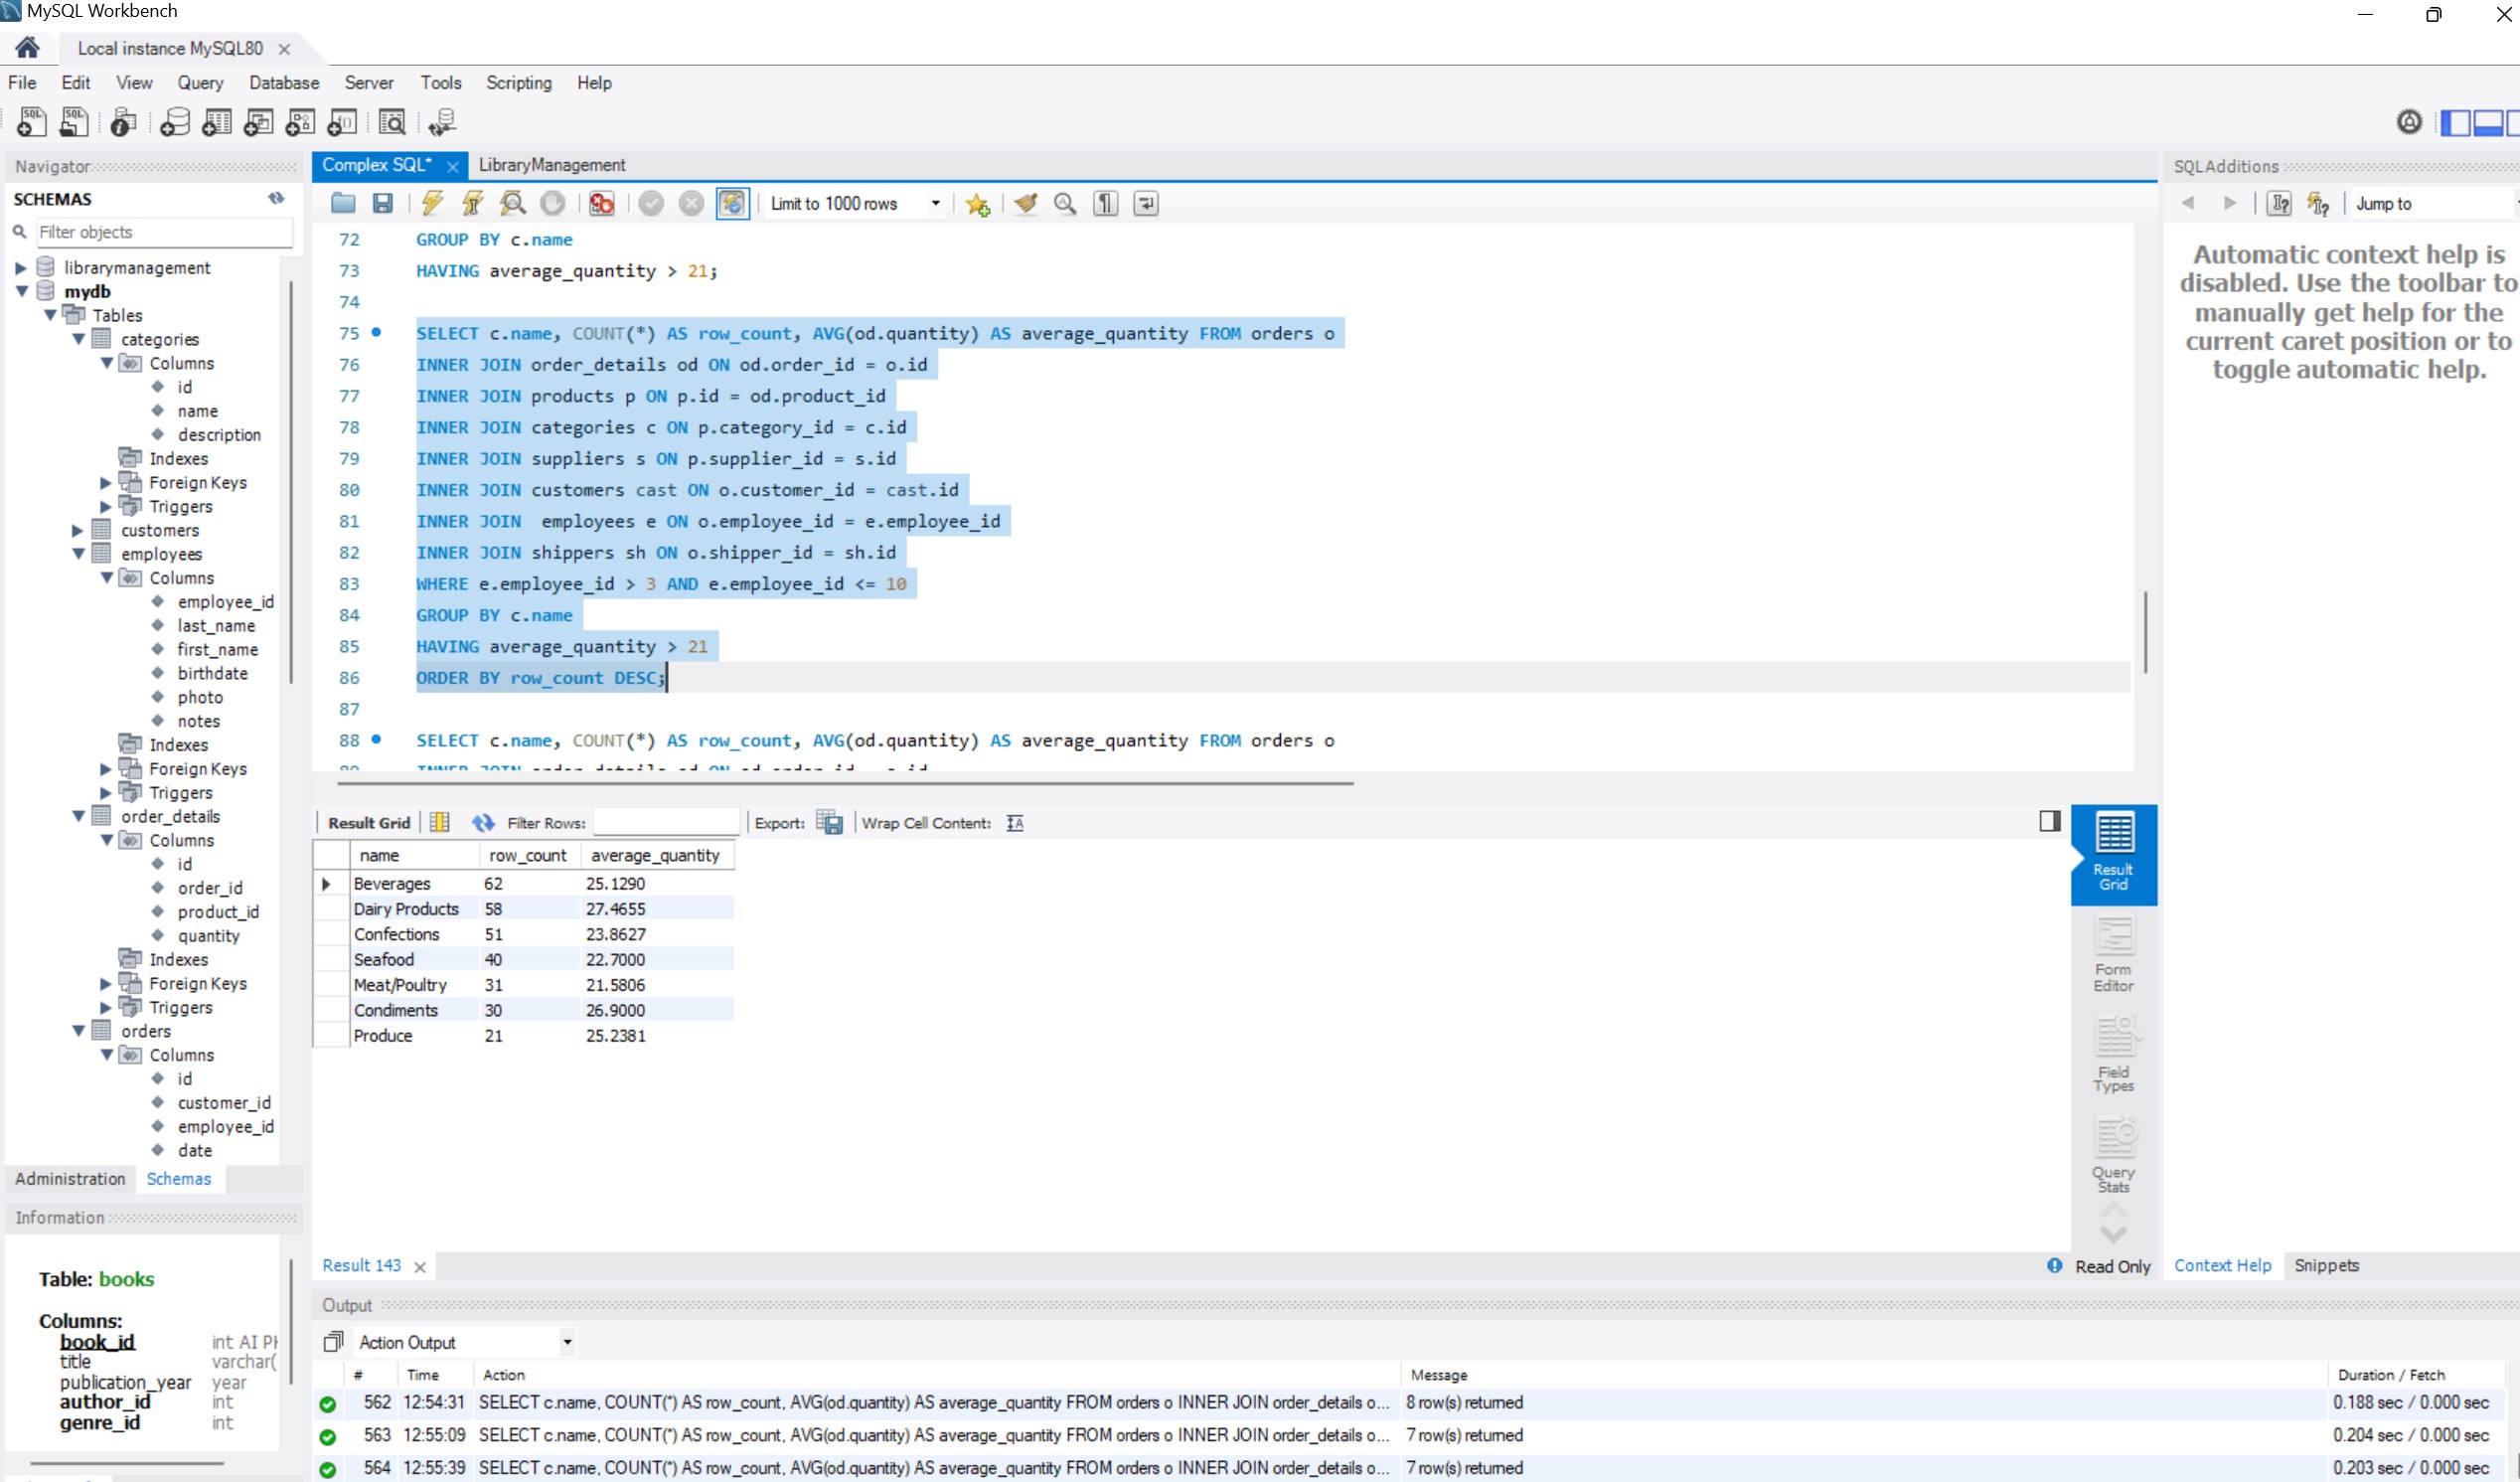 MySQL Workbench
Local instance MySQL80
File Edit View Query Database Server Tools Scripting Help
Navigator
SCHEMAS
Filter objects
librarymanagement
mydb
Tables
categories
Columns
id
name
description
Indexes
Foreign Keys
Triggers
customers
employees
Columns
employee_id
last_name
first_name
birthdate
photo
notes
Indexes
Foreign Keys
Triggers
order_details
Columns
id
order_id
product_id
quantity
Indexes
Foreign Keys
Triggers
orders
Columns
id
customer_id
employee_id
date
Administration Schemas
Information
Table: books
Columns:
book_id int AI
title varchar(
publication_year year
author_id int
genre_id int
Complex SQL* LibraryManagement
Limit to 1000 rows
72 GROUP BY c.name
73 HAVING average_quantity > 21;
74
75 SELECT c.name, COUNT(*) AS row_count, AVG(od.quantity) AS average_quantity FROM orders o
76 INNER JOIN order_details od ON od.order_id = o.id
77 INNER JOIN products p ON p.id = od.product_id
78 INNER JOIN categories c ON p.category_id = c.id
79 INNER JOIN suppliers s ON p.supplier_id = s.id
80 INNER JOIN customers cast ON o.customer_id = cast.id
81 INNER JOIN  employees e ON o.employee_id = e.employee_id
82 INNER JOIN shippers sh ON o.shipper_id = sh.id
83 WHERE e.employee_id > 3 AND e.employee_id <= 10
84 GROUP BY c.name
85 HAVING average_quantity > 21
86 ORDER BY row_count DESC;
87
88 SELECT c.name, COUNT(*) AS row_count, AVG(od.quantity) AS average_quantity FROM orders o
Result Grid Filter Rows: Export: Wrap Cell Content:
name row_count average_quantity
Beverages 62 25.1290
Dairy Products 58 27.4655
Confections 51 23.8627
Seafood 40 22.7000
Meat/Poultry 31 21.5806
Condiments 30 26.9000
Produce 21 25.2381
Result
Grid
Form
Editor
Field
Types
Query
Stats
Result 143
Read Only
SQLAdditions
Jump to
Automatic context help is
disabled. Use the toolbar to
manually get help for the
current caret position or to
toggle automatic help.
Context Help Snippets
Output
Action Output
# Time Action Message Duration / Fetch
562 12:54:31 SELECT c.name, COUNT(*) AS row_count, AVG(od.quantity) AS average_quantity FROM orders o INNER JOIN order_details o... 8 row(s) returned 0.188 sec / 0.000 sec
563 12:55:09 SELECT c.name, COUNT(*) AS row_count, AVG(od.quantity) AS average_quantity FROM orders o INNER JOIN order_details o... 7 row(s) returned 0.204 sec / 0.000 sec
564 12:55:39 SELECT c.name, COUNT(*) AS row_count, AVG(od.quantity) AS average_quantity FROM orders o INNER JOIN order_details o... 7 row(s) returned 0.203 sec / 0.000 sec